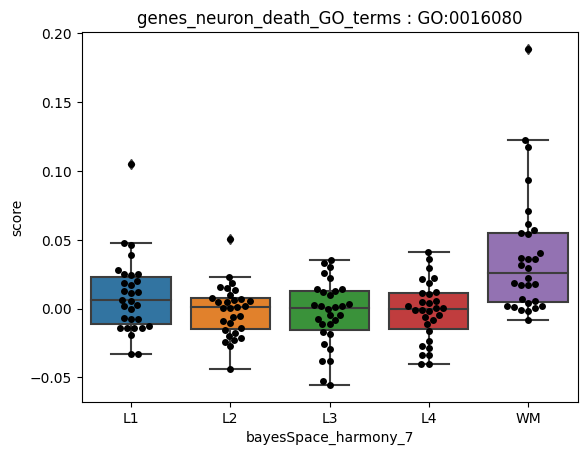 genes_neuron_death_GO_terms : GO:0016080
0.20
0.15
0.10
0.05
0.00
−0.05
score
L1 L2 L3 L4 WM
bayesSpace_harmony_7